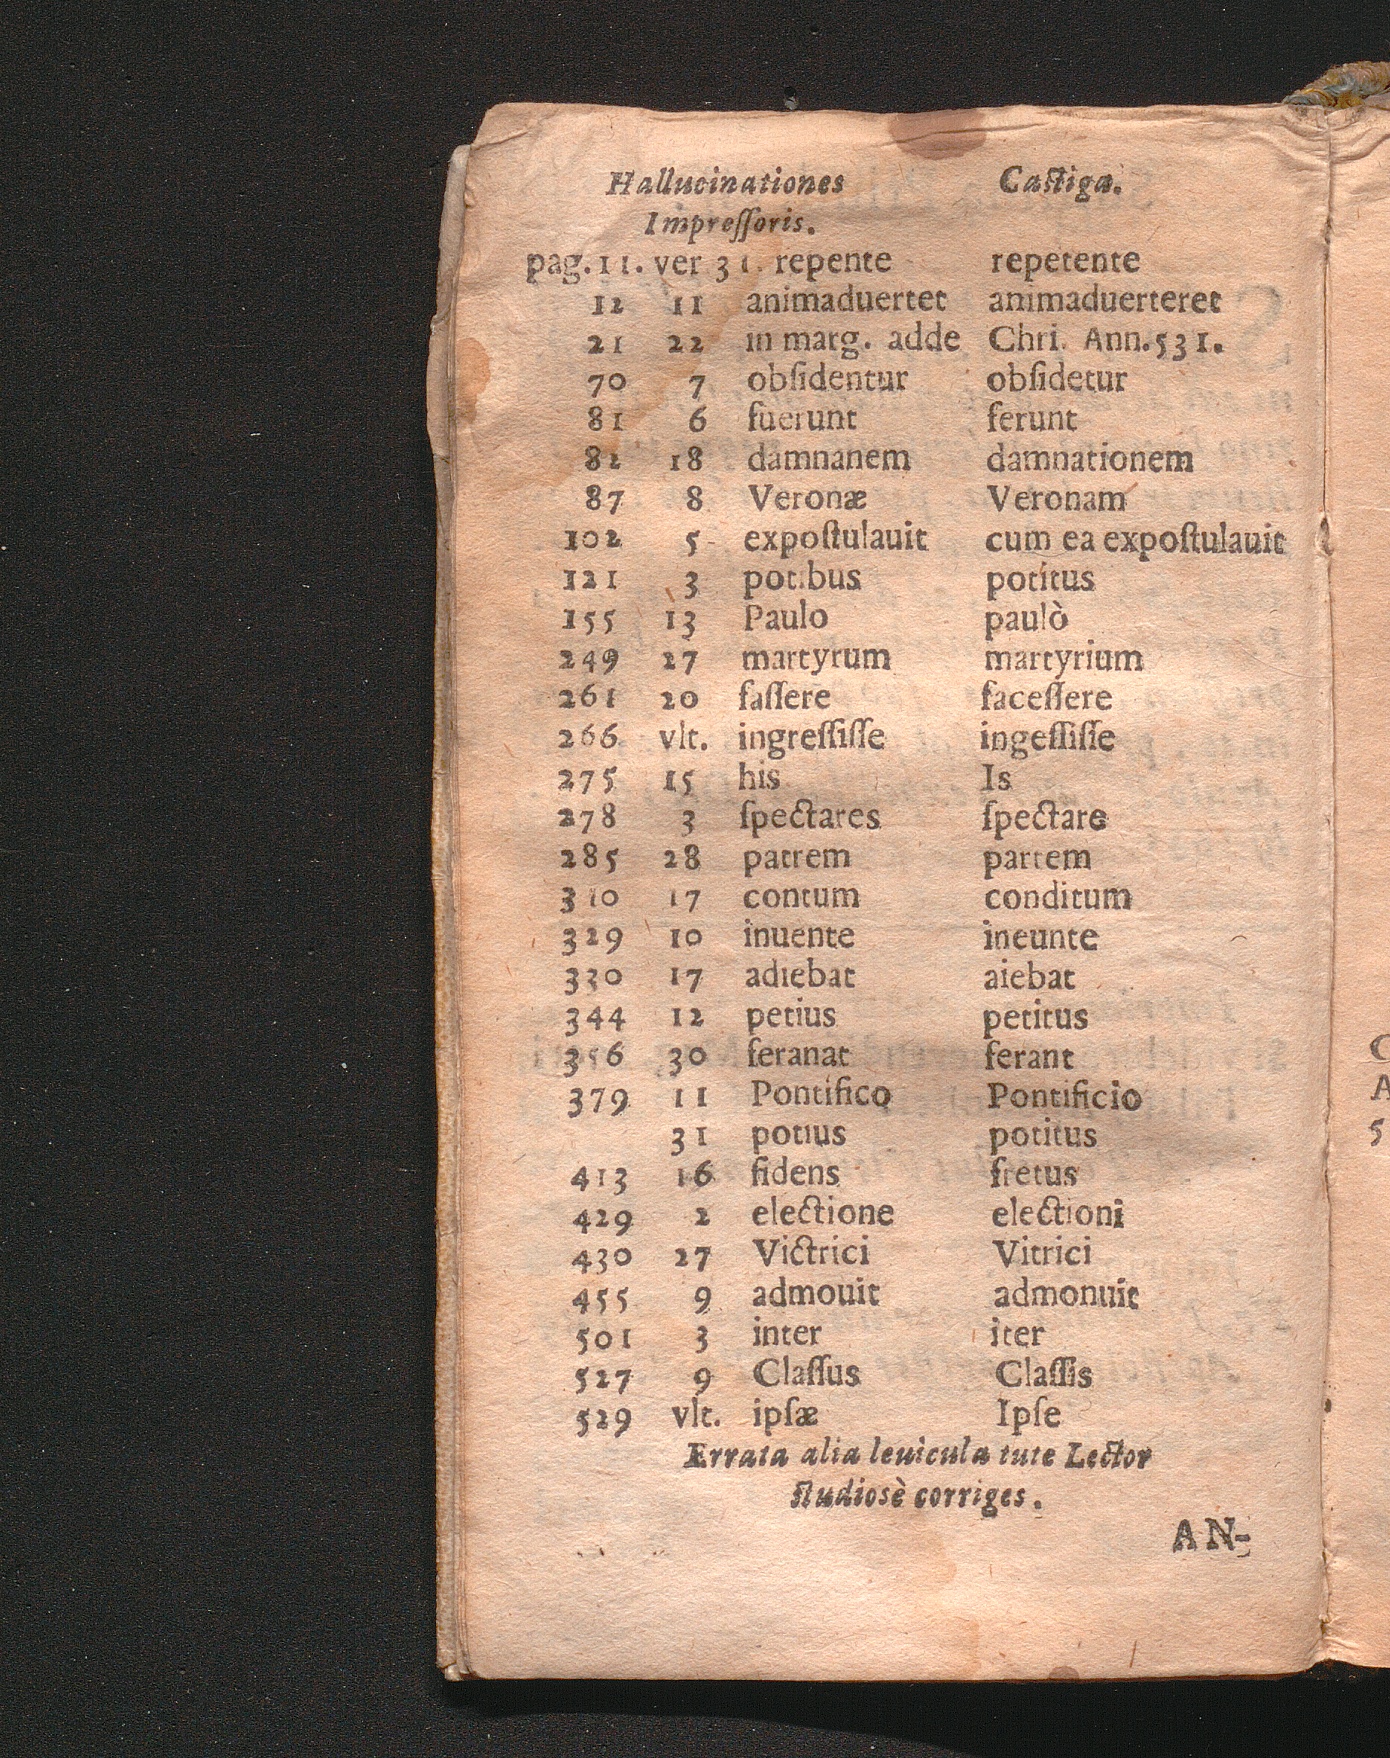 Hallucinationes Castiga.
Impreſſoris.
pag. 11. ver 31. repente repetente
12 11 animaduertet animaduerteret
21 22 in marg. adde Chri. Ann. 531.
70 7 obſidentur obſidetur
81 6 fuerunt ferunt
82 18 damnanem damnationem
87 8 Veronæ Veronam
102 5 expoſtulauit cum ea expoſtulauit
121 3 potibus potitus
155 13 Paulo paulò
249 27 martyrum martyrium
261 20 faſſere faceſſere
266 vlt. ingreſſiſſe ingeſſiſſe
275 15 his Is
278 3 ſpectares ſpectare
285 28 patrem partem
310 17 contum conditum
329 10 inuente ineunte
330 17 adiebat aiebat
344 12 petius petitus
356 30 feranat ferant
379 11 Pontifico Pontificio
31 potius potitus
413 16 fidens fretus
429 2 electione electioni
430 27 Victrici Vitrici
455 9 admouit admonuit
501 3 inter iter
527 9 Claſſus Claſſis
529 vlt. ipſæ Ipſe
Errata alia leuicula tute Lector
ſtudiosè corriges.
AN-
C
A
5